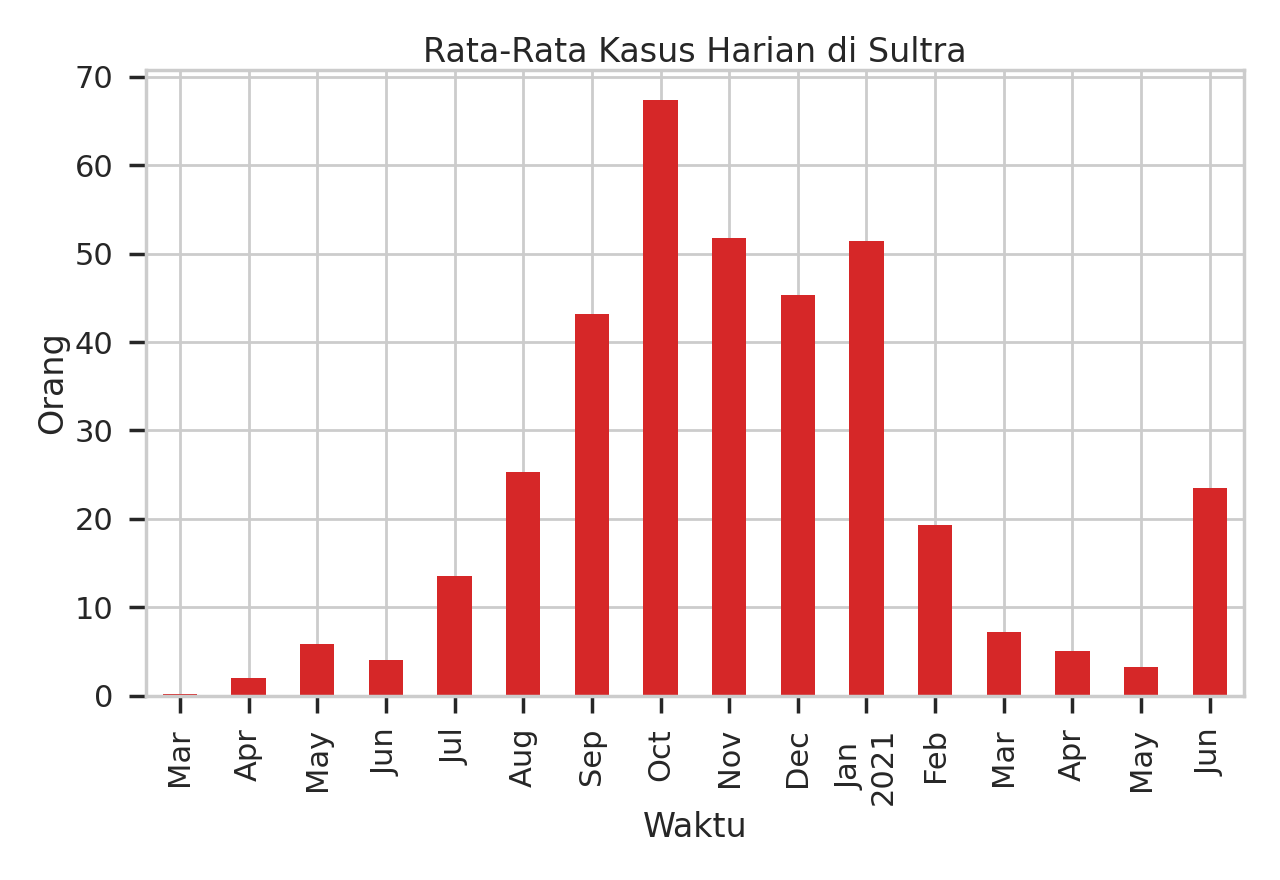 Rata-Rata Kasus Harian di Sultra
70
60
50
40
30
20
10
0
Orang
Mar
Apr
May
Jun
Jul
Aug
Sep
Oct
Nov
Dec
Jan
2021
Feb
Mar
Apr
May
Jun
Waktu